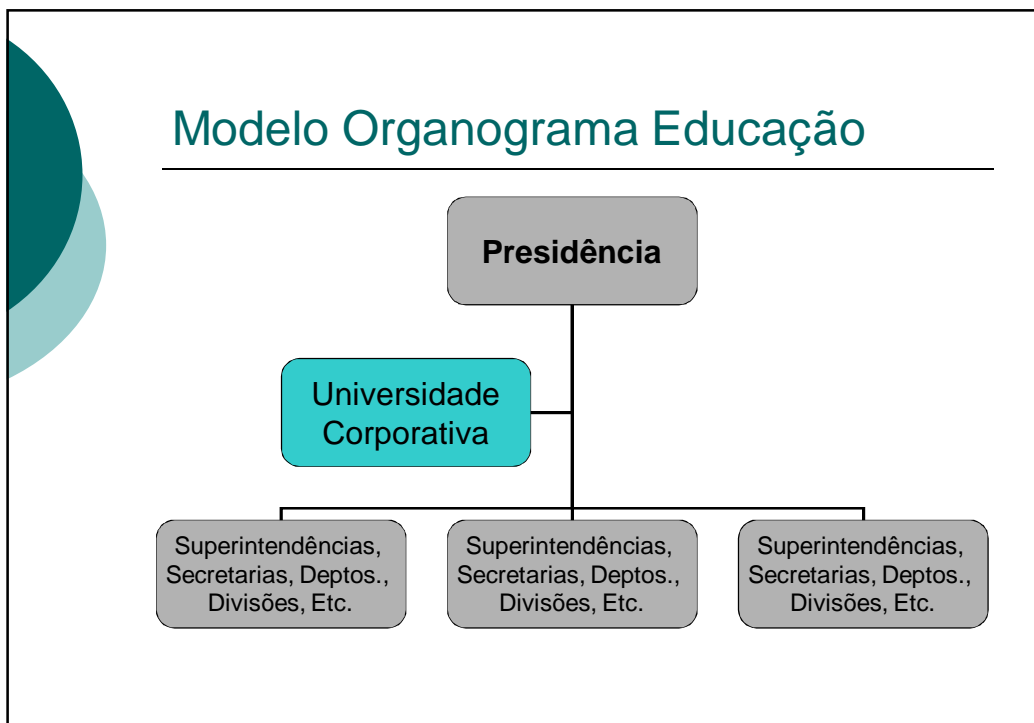 Modelo Organograma Educação
Presidência
Universidade
Corporativa
Superintendências,
Secretarias, Deptos.,
Divisões, Etc.
Superintendências,
Secretarias, Deptos.,
Divisões, Etc.
Superintendências,
Secretarias, Deptos.,
Divisões, Etc.